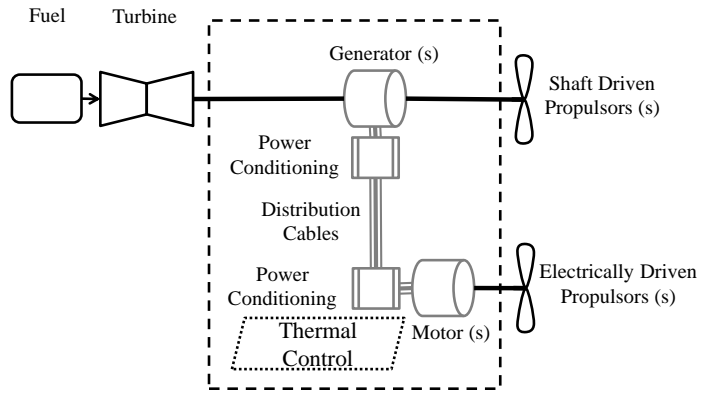 Fuel
Turbine
Generator (s)
Shaft Driven
Propulsors (s)
Power
Conditioning
Distribution
Cables
Power
Conditioning
Electrically Driven
Propulsors (s)
Thermal
Control
Motor (s)